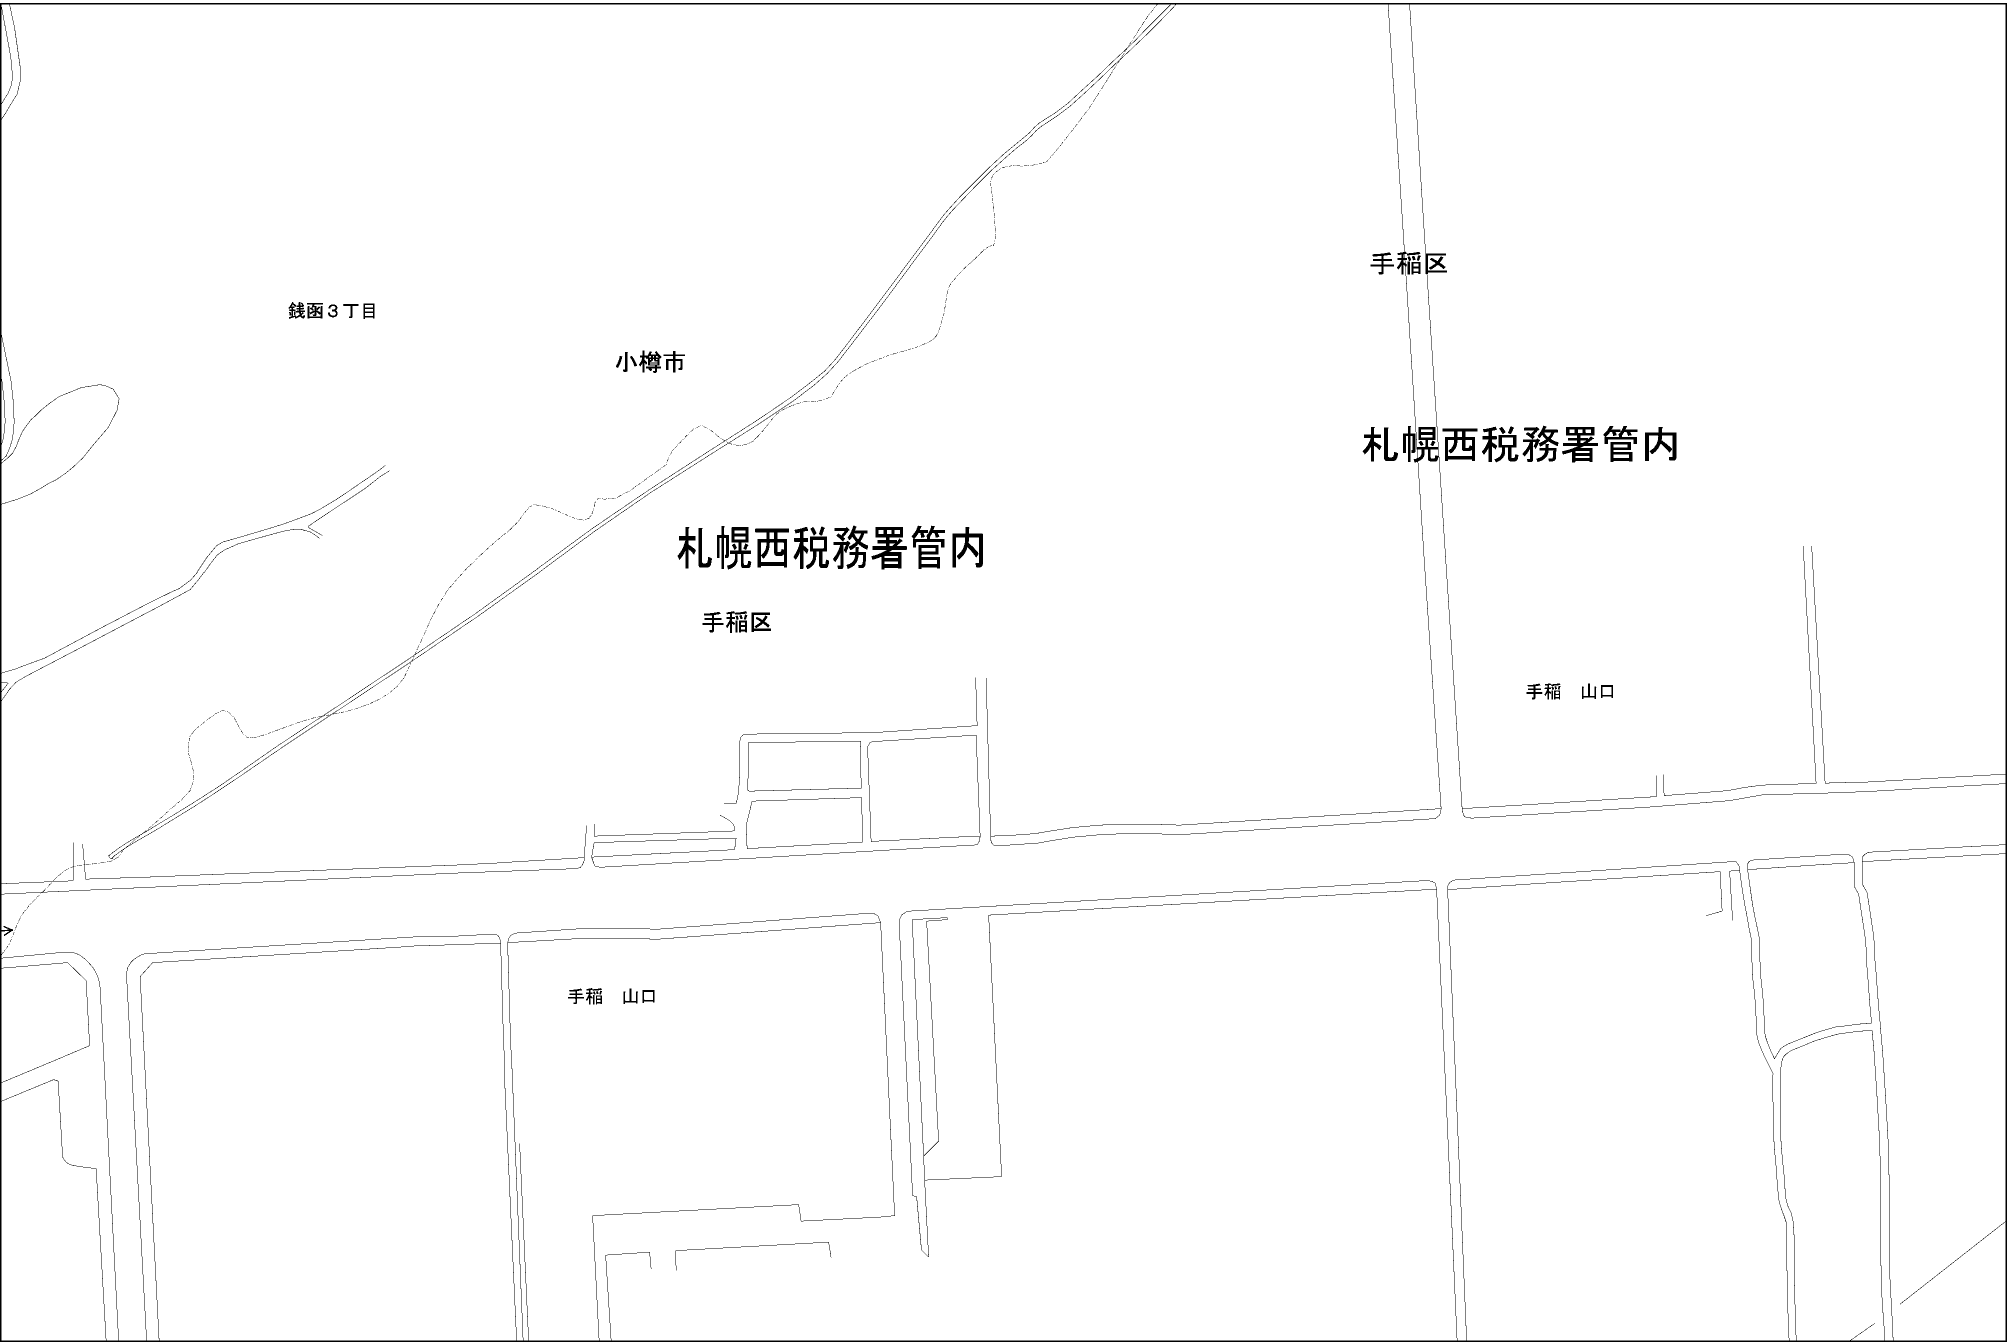 手稲区
銭函３丁目
小樽市
札幌西税務署管内
札幌西税務署管内
手稲区
手稲　山口
手稲　山口